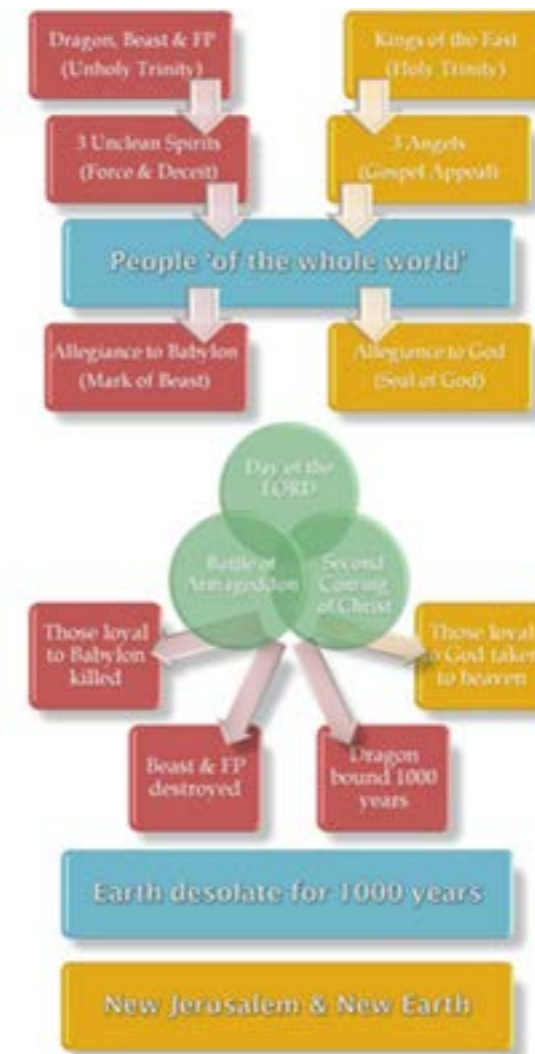 Dragon, Beast & FP
(Unholy Trinity)
Kings of the East
(Holy Trinity)
3 Unclean Spirits
(Force & Deceit)
3 Angels
(Gospel Appeal)
People 'of the whole world'
Allegiance to Babylon
(Mark of Beast)
Allegiance to God
(Seal of God)
Day of the
LORD
Battle of
Armageddon
Second
Coming
of Christ
Those loyal
to Babylon
killed
Those loyal
to God taken
to heaven
Beast & FP
destroyed
Dragon
bound 1000
years
Earth desolate for 1000 years
New Jerusalem & New Earth